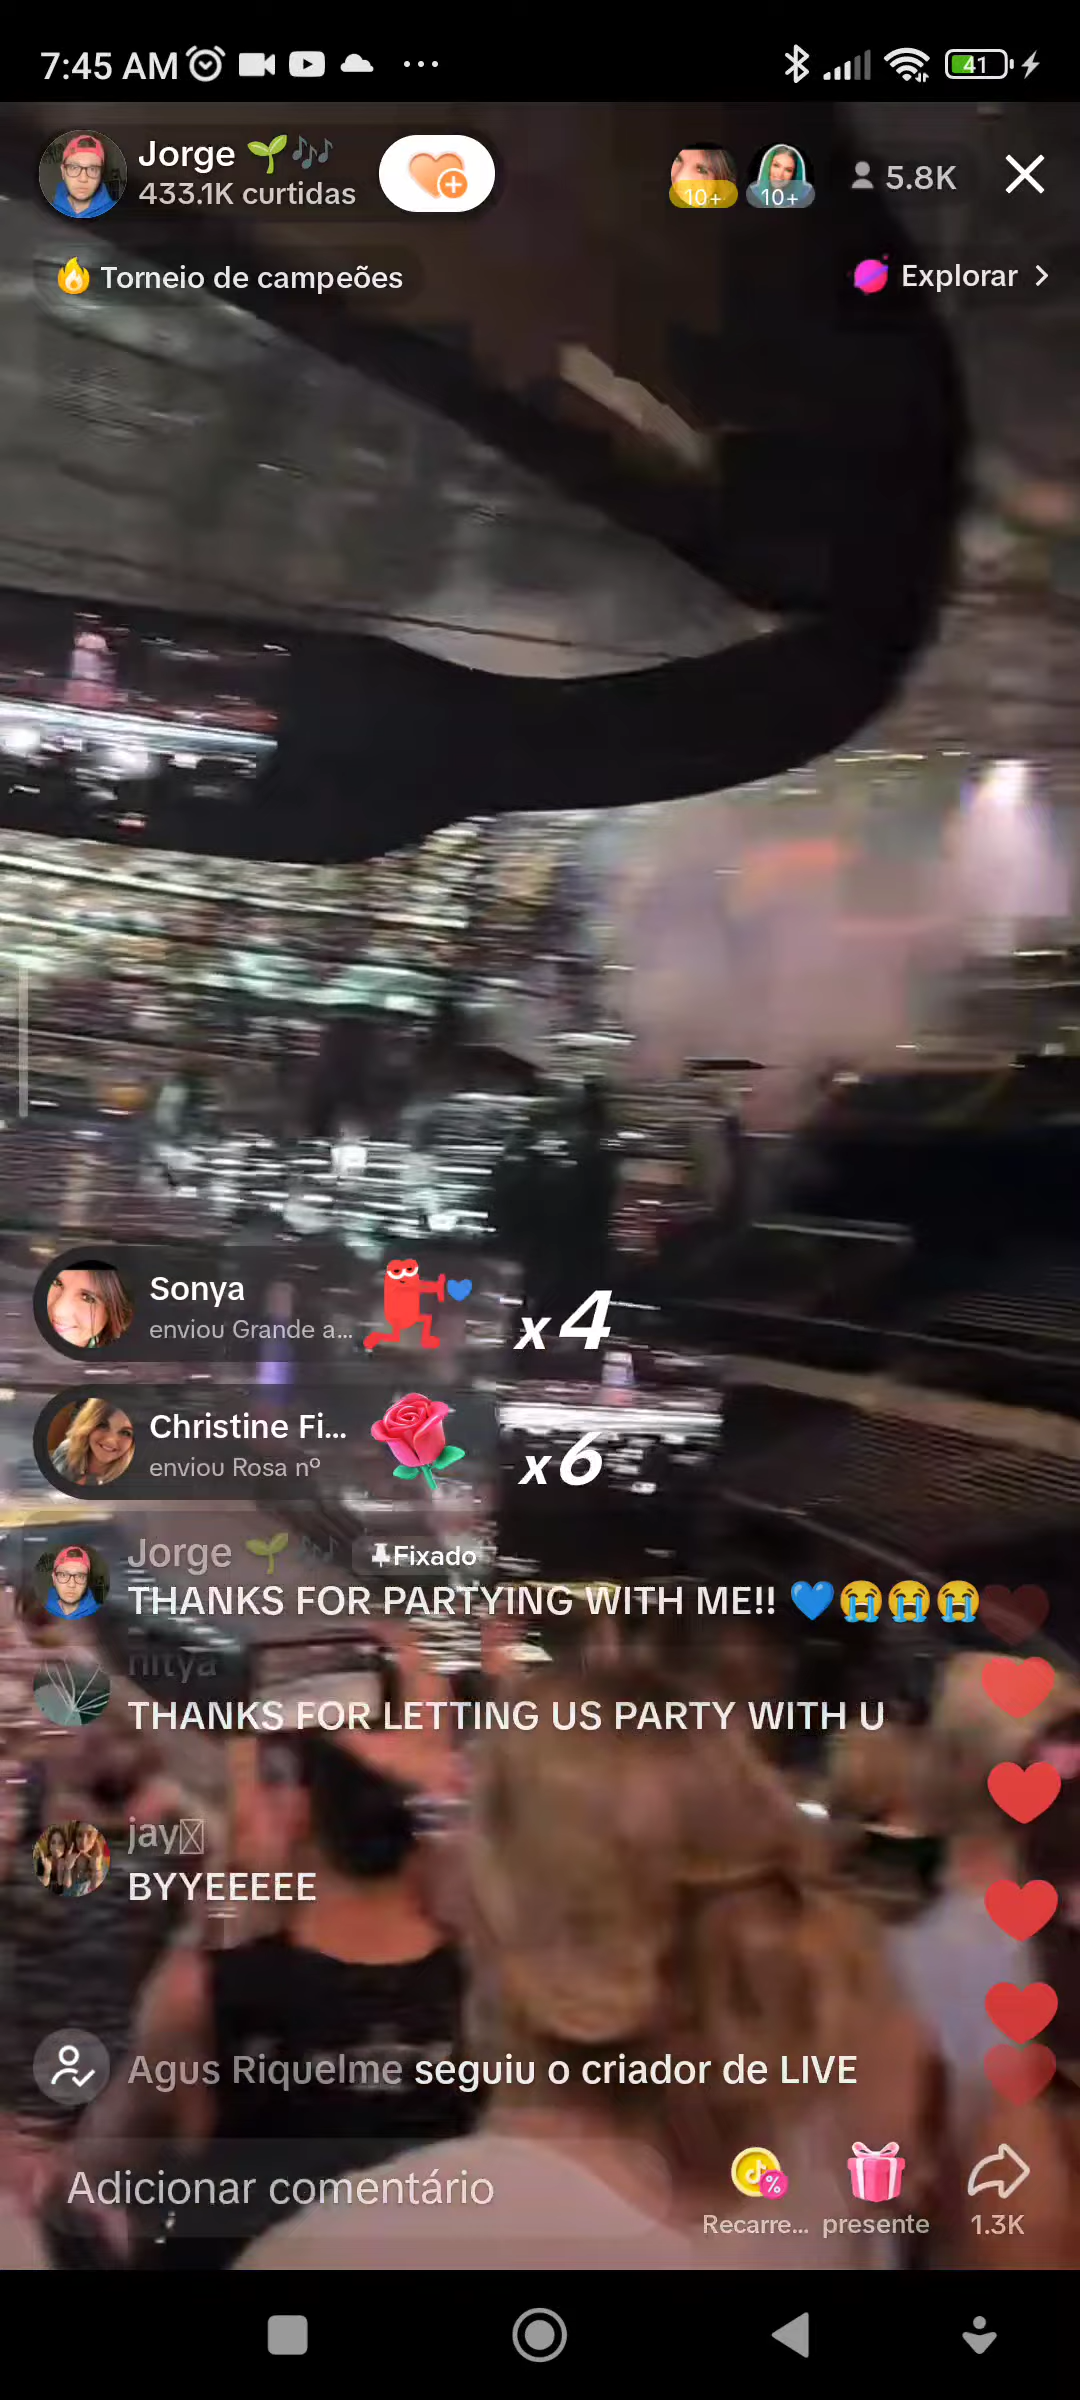 7:45 AM
41
Jorge 🌱🎶
433.1K curtidas
10+
10+
5.8K
🔥 Torneio de campeões
Explorar >
Sonya
enviou Grande a...
x4
Christine Fi...
enviou Rosa nº
x6
Jorge 🌱🎶 Fixado
THANKS FOR PARTYING WITH ME!! 💙😭😭😭
nitya
THANKS FOR LETTING US PARTY WITH U
jay
BYYEEEEE
Agus Riquelme seguiu o criador de LIVE
Adicionar comentário
%
Recarre...
presente
1.3K